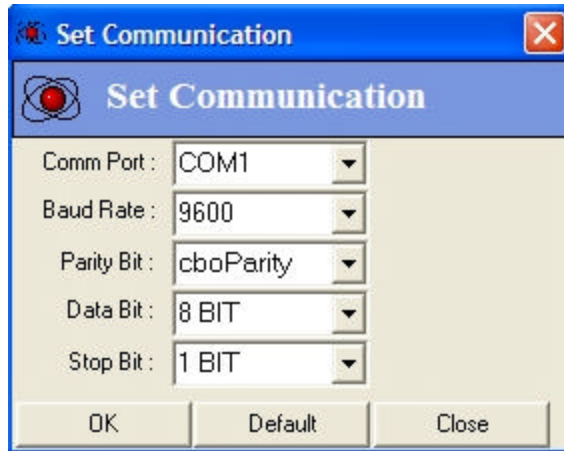 Set Communication
Set Communication
Comm Port : COM1
Baud Rate : 9600
Parity Bit : cboParity
Data Bit : 8 BIT
Stop Bit : 1 BIT
OK Default Close